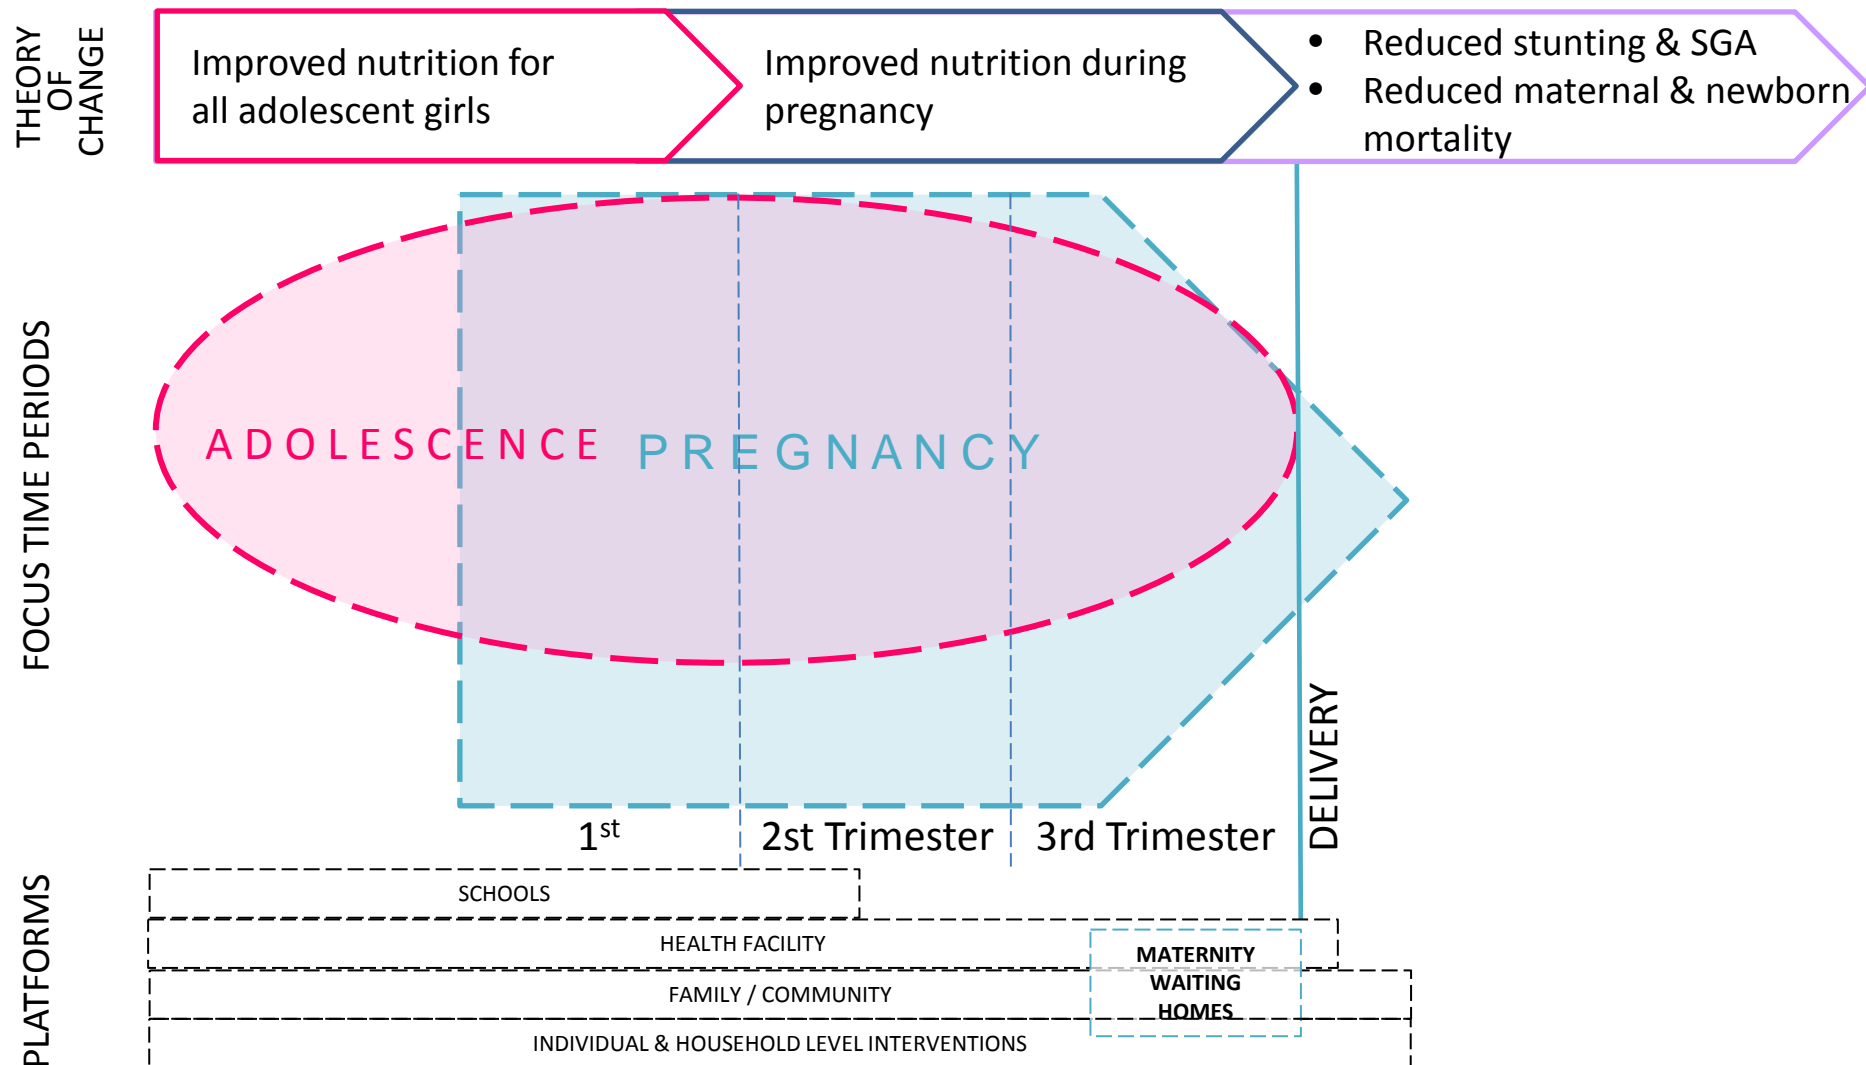 THEORY
OF
CHANGE
Improved nutrition for
all adolescent girls
Improved nutrition during
pregnancy
• Reduced stunting & SGA
• Reduced maternal & newborn
mortality
FOCUS TIME PERIODS
ADOLESCENCE
PREGNANCY
1st
2st Trimester
3rd Trimester
DELIVERY
PLATFORMS
SCHOOLS
HEALTH FACILITY
FAMILY / COMMUNITY
INDIVIDUAL & HOUSEHOLD LEVEL INTERVENTIONS
MATERNITY
WAITING
HOMES